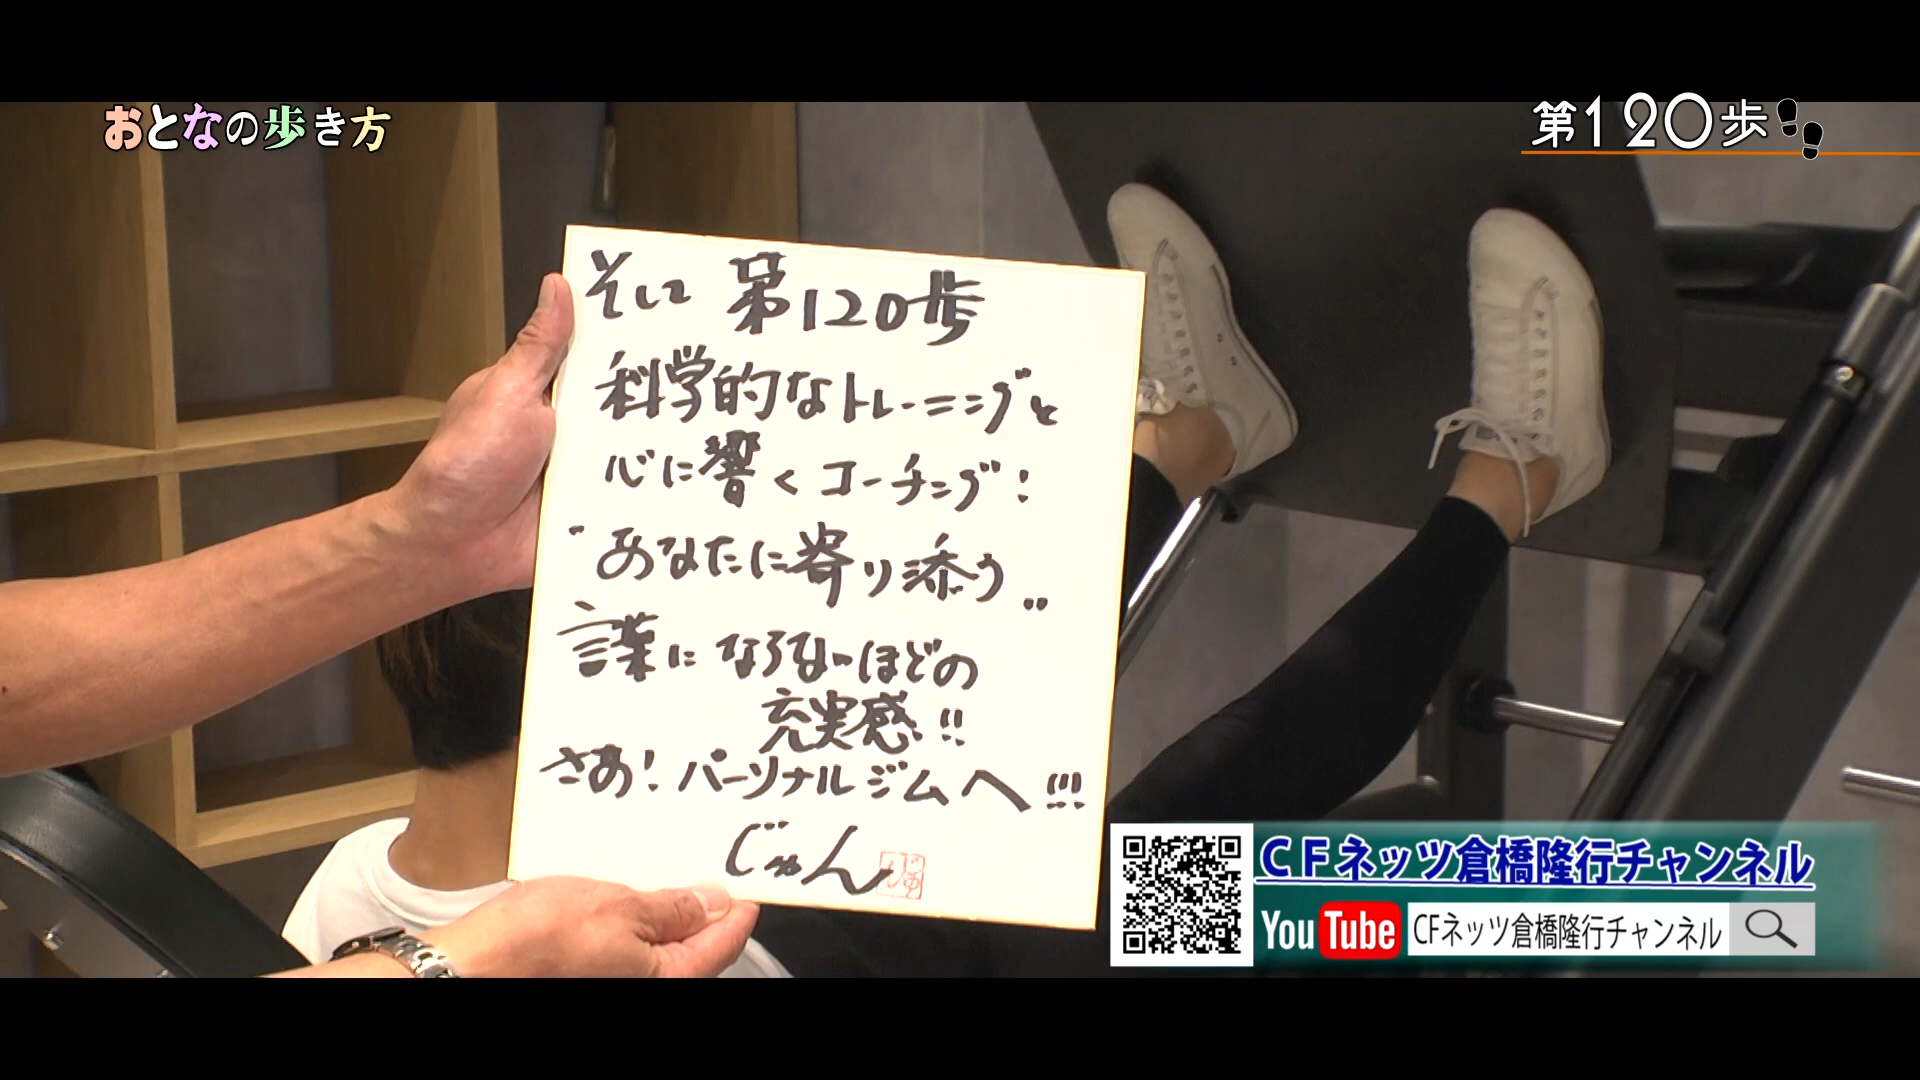 おとなの歩き方
第120歩
そして 第120歩
科学的なトレーニングと
心に響くコーチング!
"あなたに寄り添う"
言葉にならないほどの
充実感!!
さあ!パーソナルジムへ!!!
じゅん
CFネッツ倉橋隆行チャンネル
YouTube CFネッツ倉橋隆行チャンネル